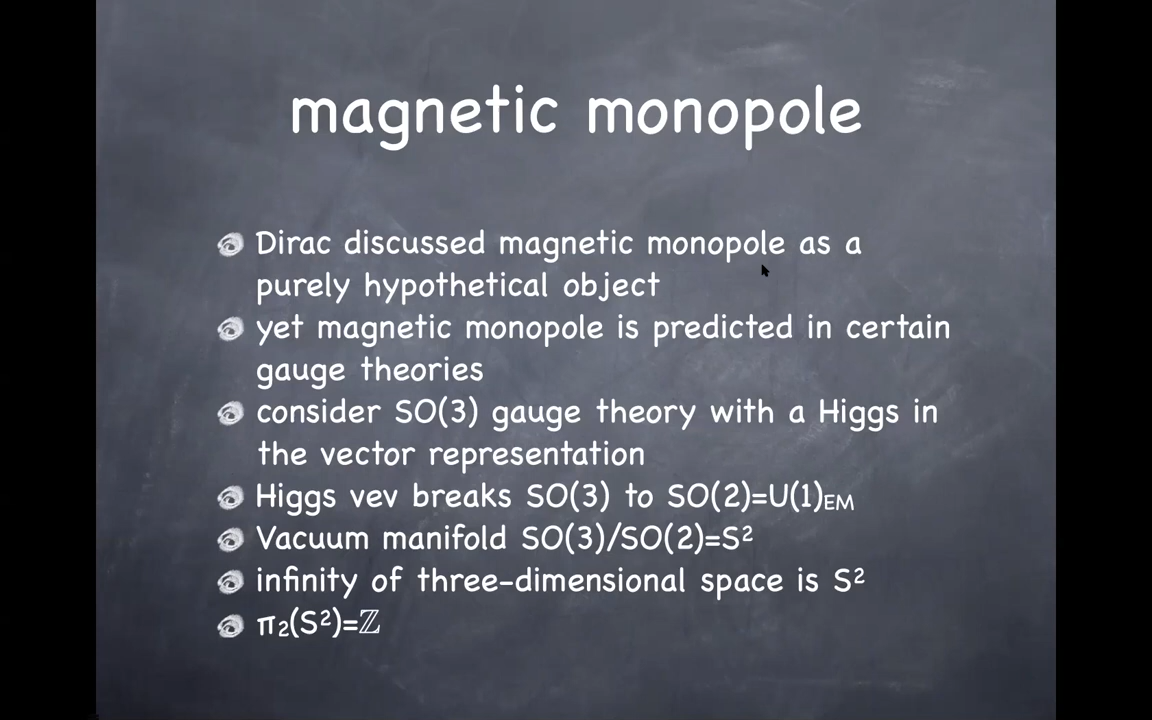 magnetic monopole
Dirac discussed magnetic monopole as a
purely hypothetical object
yet magnetic monopole is predicted in certain
gauge theories
consider SO(3) gauge theory with a Higgs in
the vector representation
Higgs vev breaks SO(3) to SO(2)=U(1)EM
Vacuum manifold SO(3)/SO(2)=S²
infinity of three-dimensional space is S²
π₂(S²)=ℤ